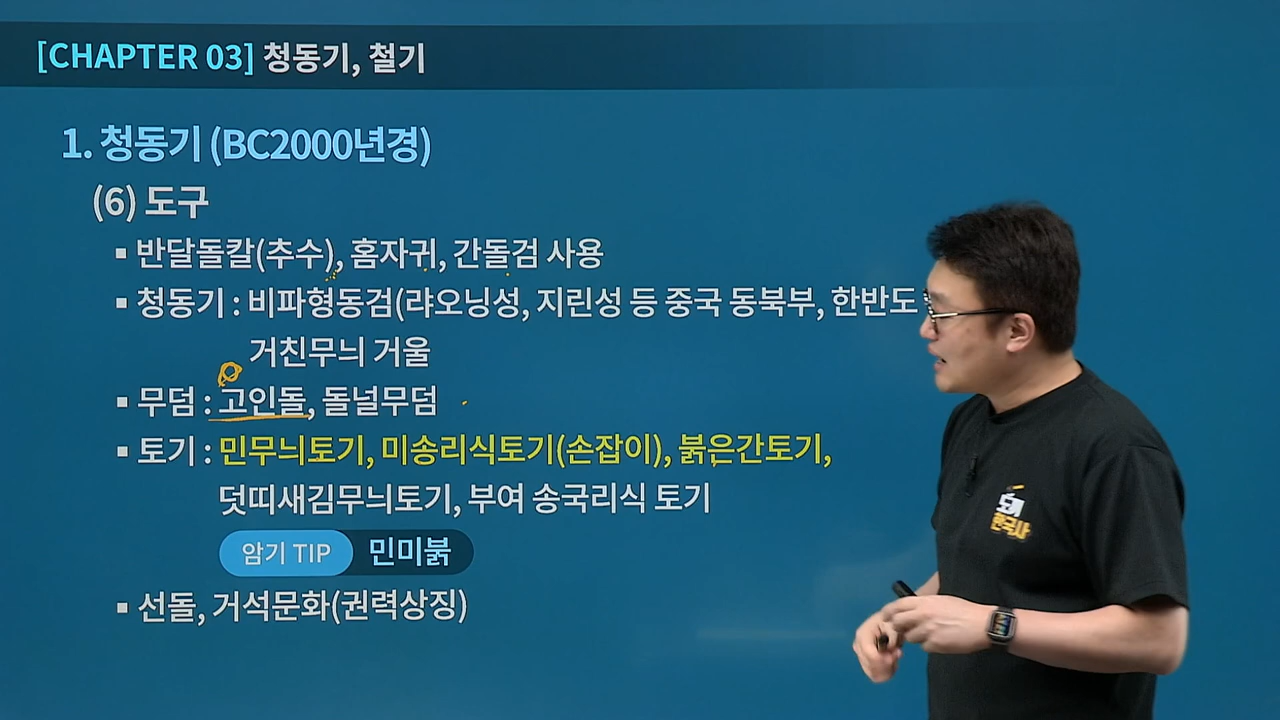 [CHAPTER 03] 청동기, 철기
1. 청동기 (BC2000년경)
(6) 도구
▪ 반달돌칼(추수), 홈자귀, 간돌검 사용
▪ 청동기 : 비파형동검(랴오닝성, 지린성 등 중국 동북부, 한반도
거친무늬 거울
▪ 무덤 : 고인돌, 돌널무덤
▪ 토기 : 민무늬토기, 미송리식토기(손잡이), 붉은간토기,
덧띠새김무늬토기, 부여 송국리식 토기
암기 TIP 민미붉
▪ 선돌, 거석문화(권력상징)
한국사